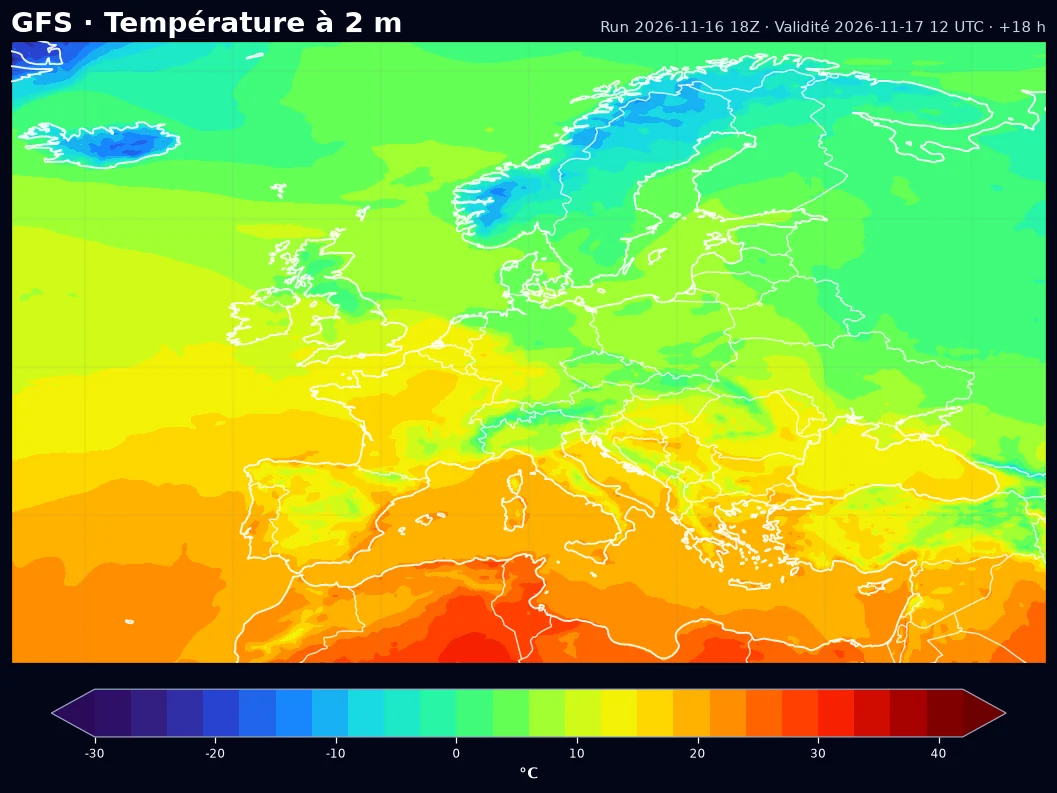 GFS · Température à 2 m
Run 2026-11-16 18Z · Validité 2026-11-17 12 UTC · +18 h
-30 -20 -10 0 10 20 30 40
°C